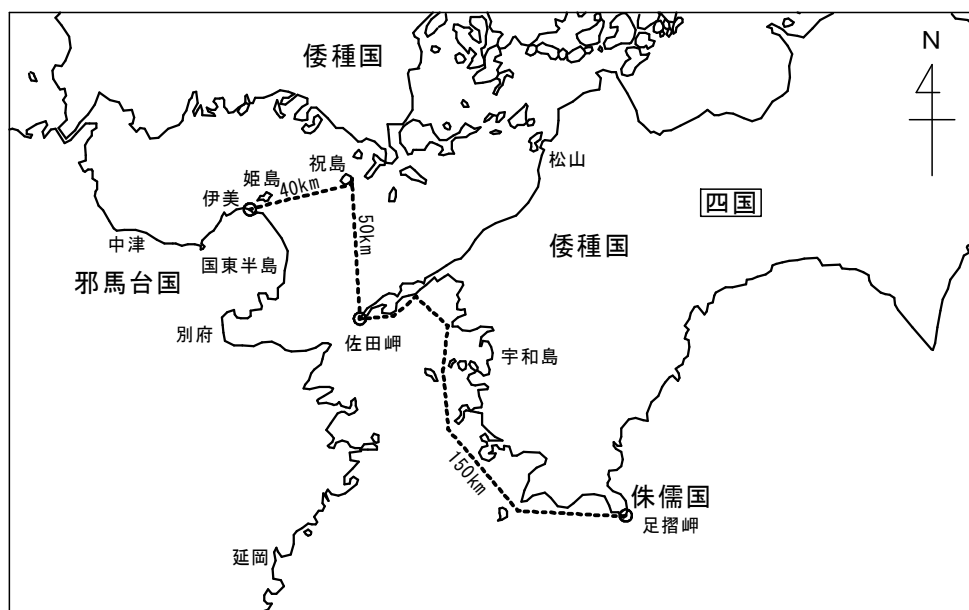 倭種国
N
祝島
松山
姫島
伊美
40km
四国
50km
中津
国東半島
倭種国
邪馬台国
別府
佐田岬
宇和島
150km
侏儒国
足摺岬
延岡